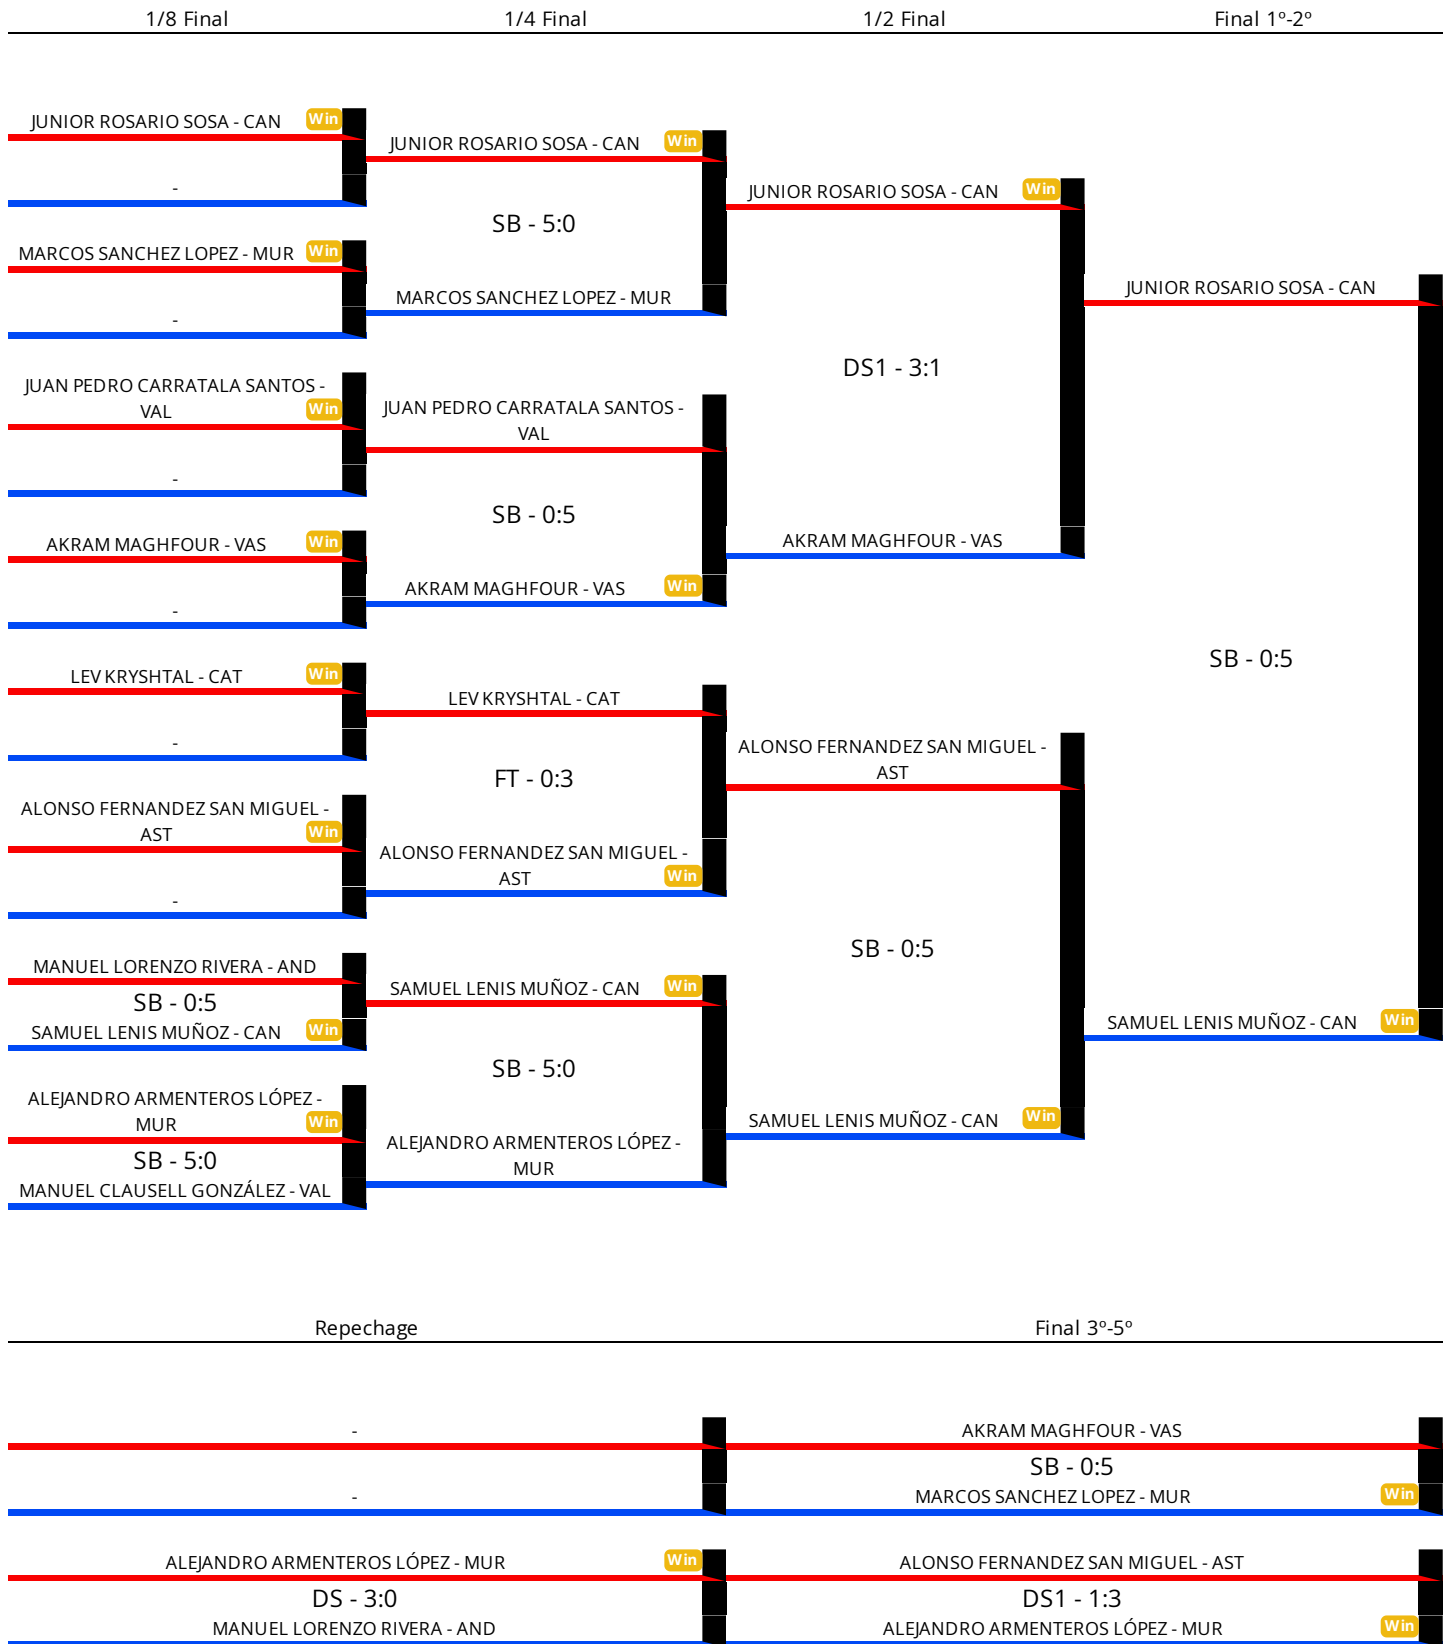 1/8 Final
1/4 Final
1/2 Final
Final 1º-2º
JUNIOR ROSARIO SOSA - CAN
Win
-
MARCOS SANCHEZ LOPEZ - MUR
Win
-
JUAN PEDRO CARRATALA SANTOS -
VAL
Win
-
AKRAM MAGHFOUR - VAS
Win
-
LEV KRYSHTAL - CAT
Win
-
ALONSO FERNANDEZ SAN MIGUEL -
AST
Win
-
MANUEL LORENZO RIVERA - AND
SB - 0:5
SAMUEL LENIS MUÑOZ - CAN
Win
ALEJANDRO ARMENTEROS LÓPEZ -
MUR
Win
SB - 5:0
MANUEL CLAUSELL GONZÁLEZ - VAL
JUNIOR ROSARIO SOSA - CAN
Win
SB - 5:0
MARCOS SANCHEZ LOPEZ - MUR
JUAN PEDRO CARRATALA SANTOS -
VAL
SB - 0:5
AKRAM MAGHFOUR - VAS
Win
LEV KRYSHTAL - CAT
FT - 0:3
ALONSO FERNANDEZ SAN MIGUEL -
AST
Win
SAMUEL LENIS MUÑOZ - CAN
Win
SB - 5:0
ALEJANDRO ARMENTEROS LÓPEZ -
MUR
JUNIOR ROSARIO SOSA - CAN
Win
DS1 - 3:1
AKRAM MAGHFOUR - VAS
ALONSO FERNANDEZ SAN MIGUEL -
AST
SB - 0:5
SAMUEL LENIS MUÑOZ - CAN
Win
JUNIOR ROSARIO SOSA - CAN
SB - 0:5
SAMUEL LENIS MUÑOZ - CAN
Win
Repechage
Final 3º-5º
-
-
ALEJANDRO ARMENTEROS LÓPEZ - MUR
Win
DS - 3:0
MANUEL LORENZO RIVERA - AND
AKRAM MAGHFOUR - VAS
SB - 0:5
MARCOS SANCHEZ LOPEZ - MUR
Win
ALONSO FERNANDEZ SAN MIGUEL - AST
DS1 - 1:3
ALEJANDRO ARMENTEROS LÓPEZ - MUR
Win